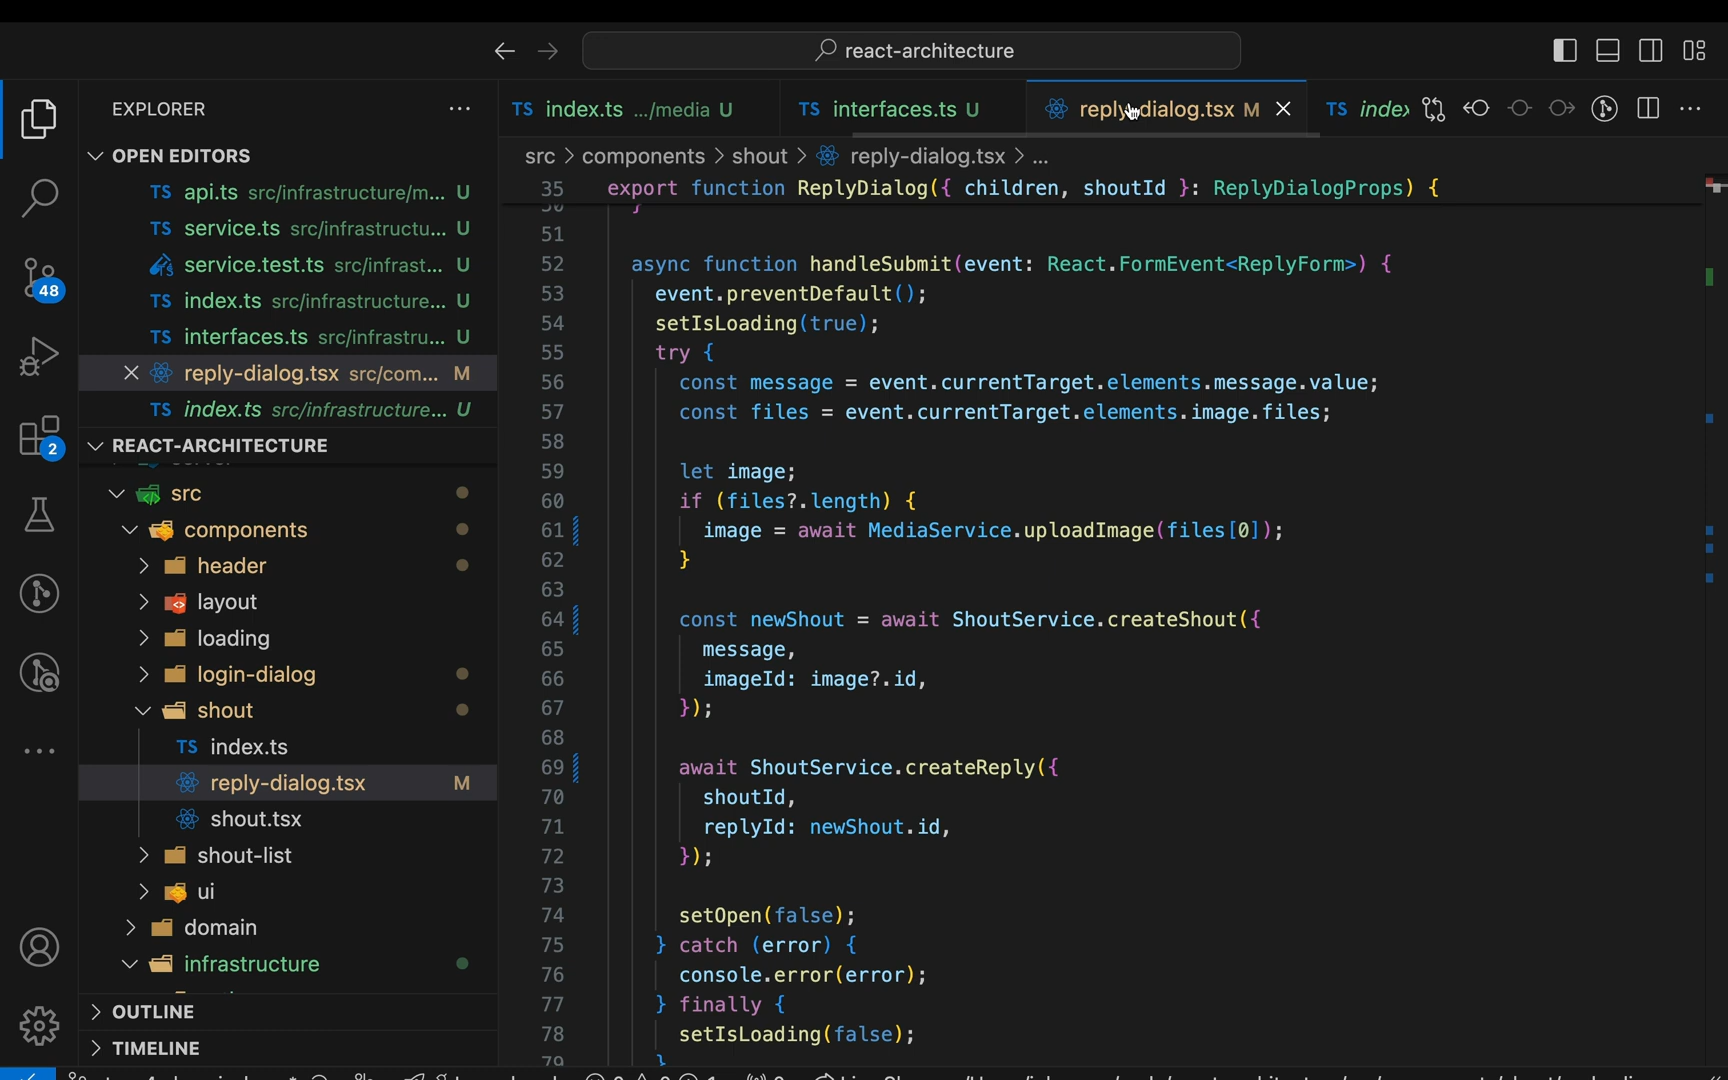 react-architecture
EXPLORER
TS index.ts .../media U
TS interfaces.ts U
reply-dialog.tsx M
TS index
OPEN EDITORS
src > components > shout > reply-dialog.tsx > ...
TS api.ts src/infrastructure/m... U
TS service.ts src/infrastructu... U
service.test.ts src/infrast... U
TS index.ts src/infrastructure... U
TS interfaces.ts src/infrastru... U
reply-dialog.tsx src/com... M
TS index.ts src/infrastructure... U
REACT-ARCHITECTURE
src
components
header
layout
loading
login-dialog
shout
TS index.ts
reply-dialog.tsx M
shout.tsx
shout-list
ui
domain
infrastructure
OUTLINE
TIMELINE
48
2
35 export function ReplyDialog({ children, shoutId }: ReplyDialogProps) {
50 }
51
52 async function handleSubmit(event: React.FormEvent<ReplyForm>) {
53 event.preventDefault();
54 setIsLoading(true);
55 try {
56 const message = event.currentTarget.elements.message.value;
57 const files = event.currentTarget.elements.image.files;
58
59 let image;
60 if (files?.length) {
61 image = await MediaService.uploadImage(files[0]);
62 }
63
64 const newShout = await ShoutService.createShout({
65 message,
66 imageId: image?.id,
67 });
68
69 await ShoutService.createReply({
70 shoutId,
71 replyId: newShout.id,
72 });
73
74 setOpen(false);
75 } catch (error) {
76 console.error(error);
77 } finally {
78 setIsLoading(false);
79 }